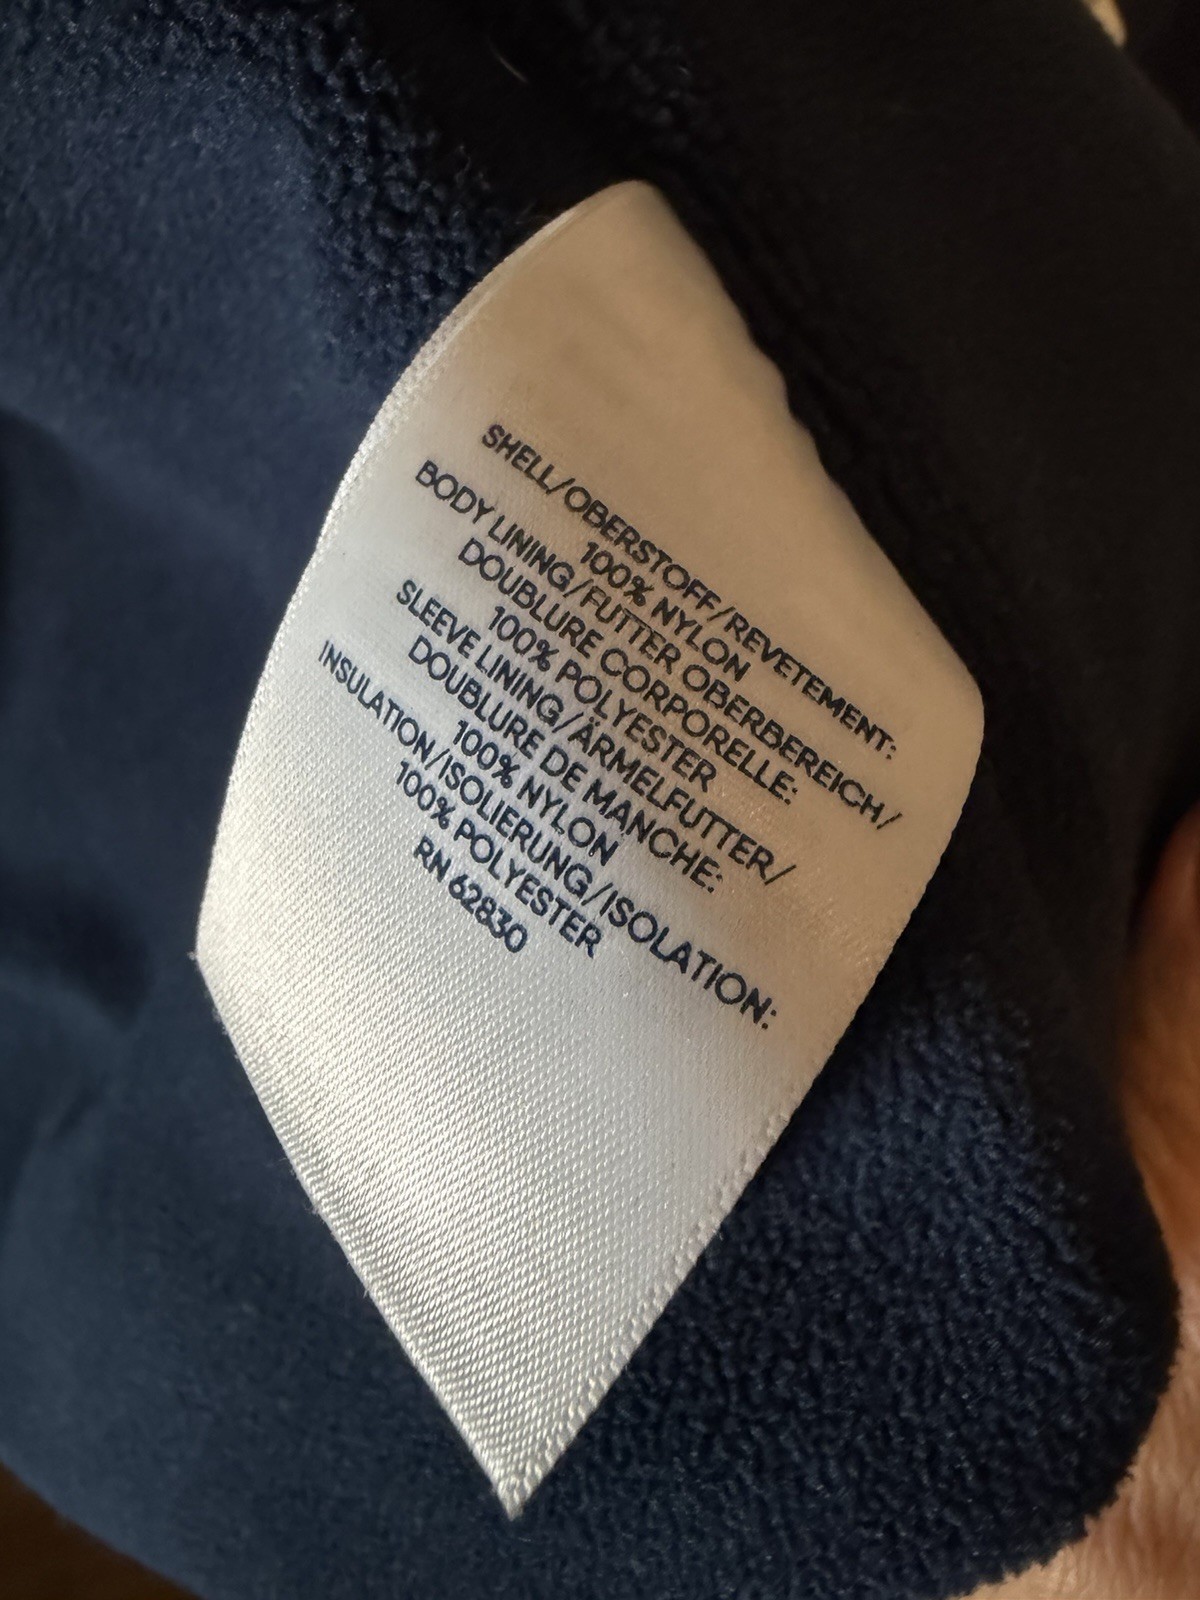 SHELL/OBERSTOFF/REVETEMENT:
100% NYLON
BODY LINING/FUTTER OBERBEREICH/
DOUBLURE CORPORELLE:
100% POLYESTER
SLEEVE LINING/ÄRMELFUTTER/
DOUBLURE DE MANCHE:
100% NYLON
INSULATION/ISOLIERUNG/ISOLATION:
100% POLYESTER
RN 62830